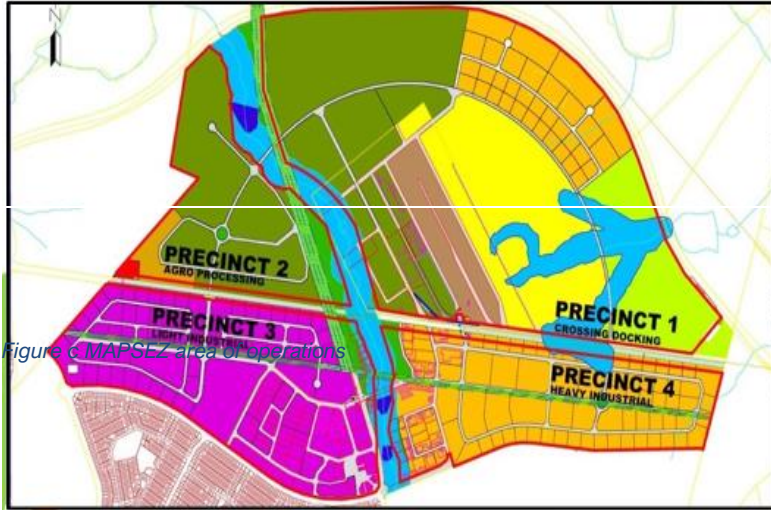 N
PRECINCT 2
AGRO PROCESSING
PRECINCT 1
CROSSING DOCKING
PRECINCT 3
LIGHT INDUSTRIAL
Figure c MAPSEZ area of operations
PRECINCT 4
HEAVY INDUSTRIAL